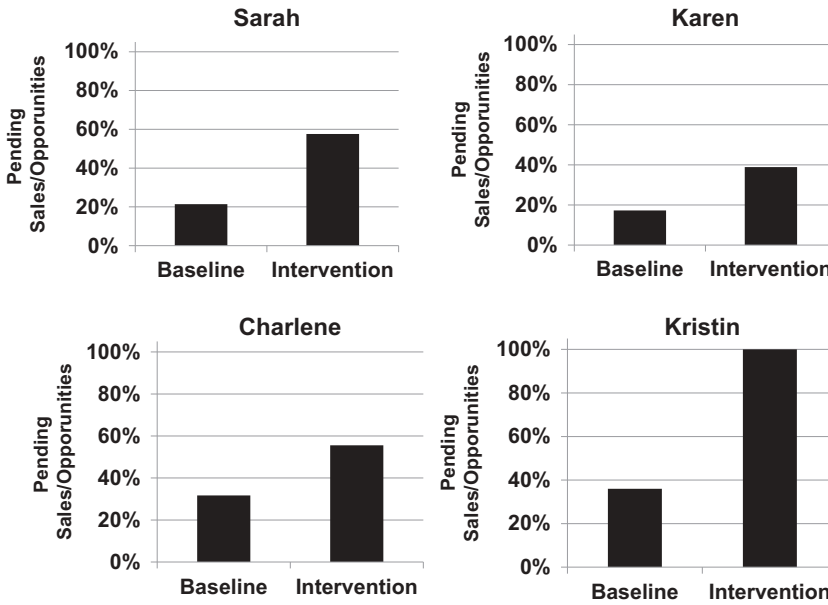 Sarah
Pending
Sales/Opporunities
100%
80%
60%
40%
20%
0%
Baseline Intervention
Karen
Pending
Sales/Opporunities
100%
80%
60%
40%
20%
0%
Baseline Intervention
Charlene
Pending
Sales/Opporunities
100%
80%
60%
40%
20%
0%
Baseline Intervention
Kristin
Pending
Sales/Opporunities
100%
80%
60%
40%
20%
0%
Baseline Intervention